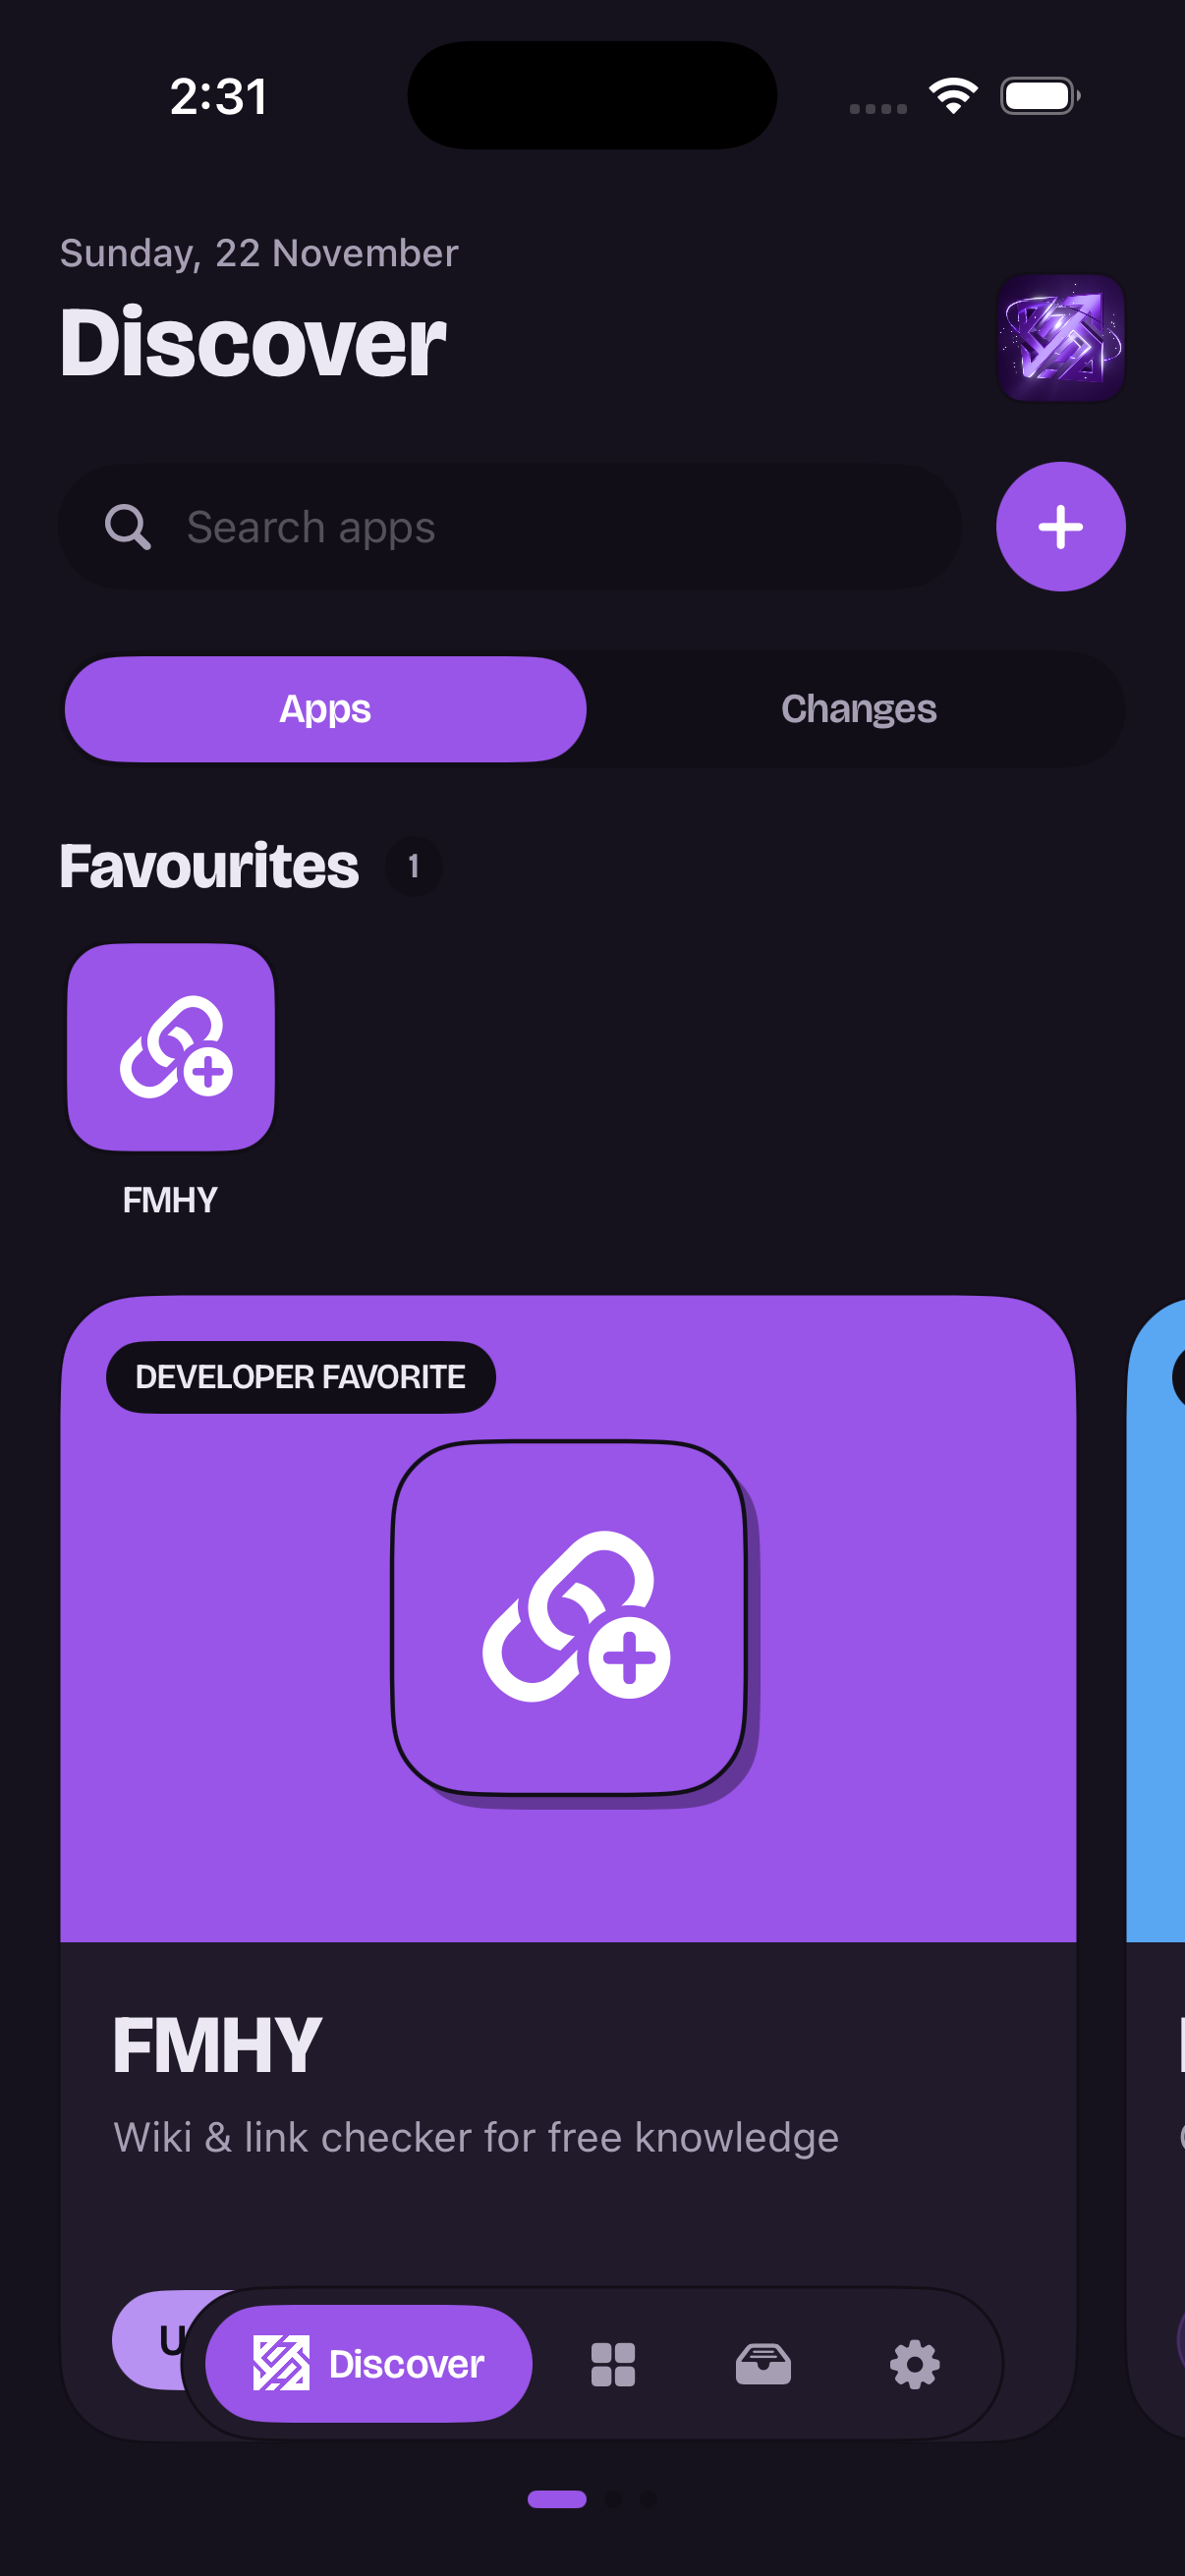 2:31
Sunday, 22 November
Discover
Search apps
Apps
Changes
Favourites 1
FMHY
DEVELOPER FAVORITE
FMHY
Wiki & link checker for free knowledge
Discover